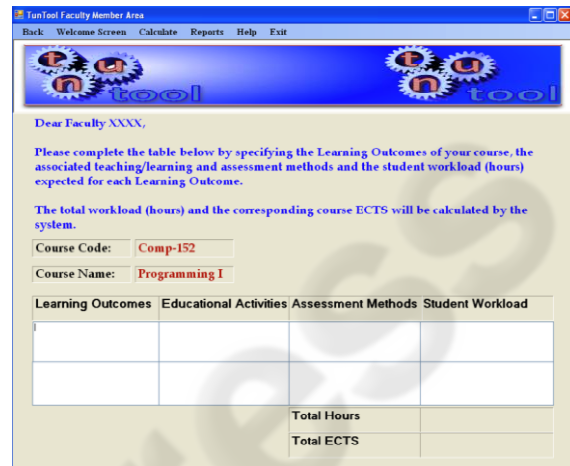 TunTool Faculty Member Area
Back Welcome Screen Calculate Reports Help Exit
tun tun
tool tool
Dear Faculty XXXX,
Please complete the table below by specifying the Learning Outcomes of your course, the
associated teaching/learning and assessment methods and the student workload (hours)
expected for each Learning Outcome.
The total workload (hours) and the corresponding course ECTS will be calculated by the
system.
Course Code: Comp-152
Course Name: Programming I
Learning Outcomes Educational Activities Assessment Methods Student Workload
Total Hours
Total ECTS